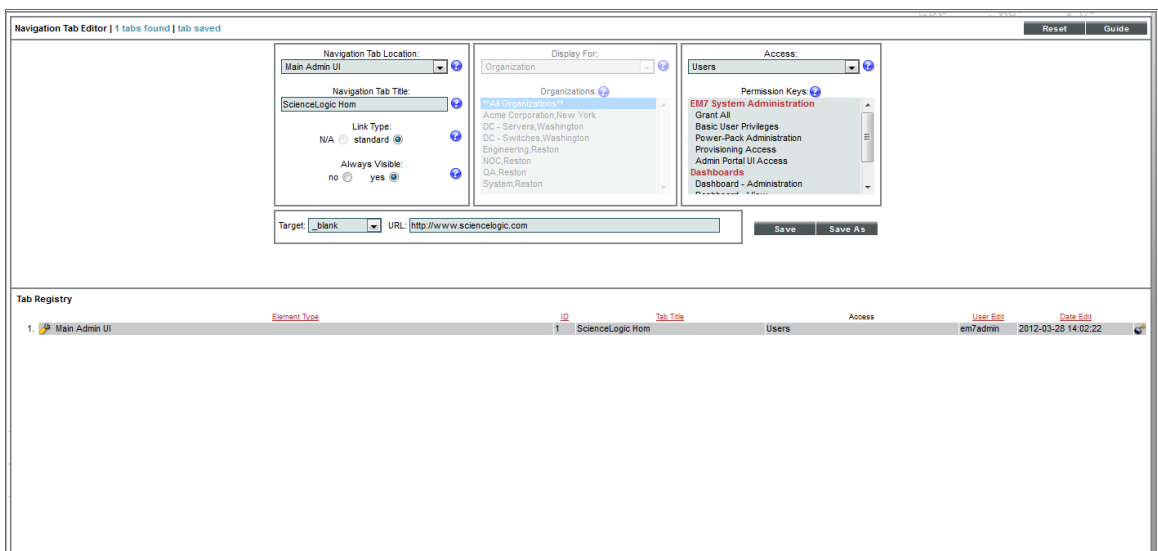 Navigation Tab Editor | 1 tabs found | tab saved
Reset
Guide
Navigation Tab Location:
Main Admin UI
Navigation Tab Title:
ScienceLogic Hom
Link Type:
N/A standard
Always Visible:
no yes
Display For:
Organization
Organizations:
**All Organizations**
Acme Corporation,New York
DC - Servers,Washington
DC - Switches,Washington
Engineering,Reston
NOC,Reston
QA,Reston
System,Reston
Access:
Users
Permission Keys:
EM7 System Administration
Grant All
Basic User Privileges
Power-Pack Administration
Provisioning Access
Admin Portal UI Access
Dashboards
Dashboard - Administration
Target: _blank URL: http://www.sciencelogic.com
Save
Save As
Tab Registry
Element Type ID Tab Title Access User Edit Date Edit
1. Main Admin UI 1 ScienceLogic Hom Users em7admin 2012-03-28 14:02:22